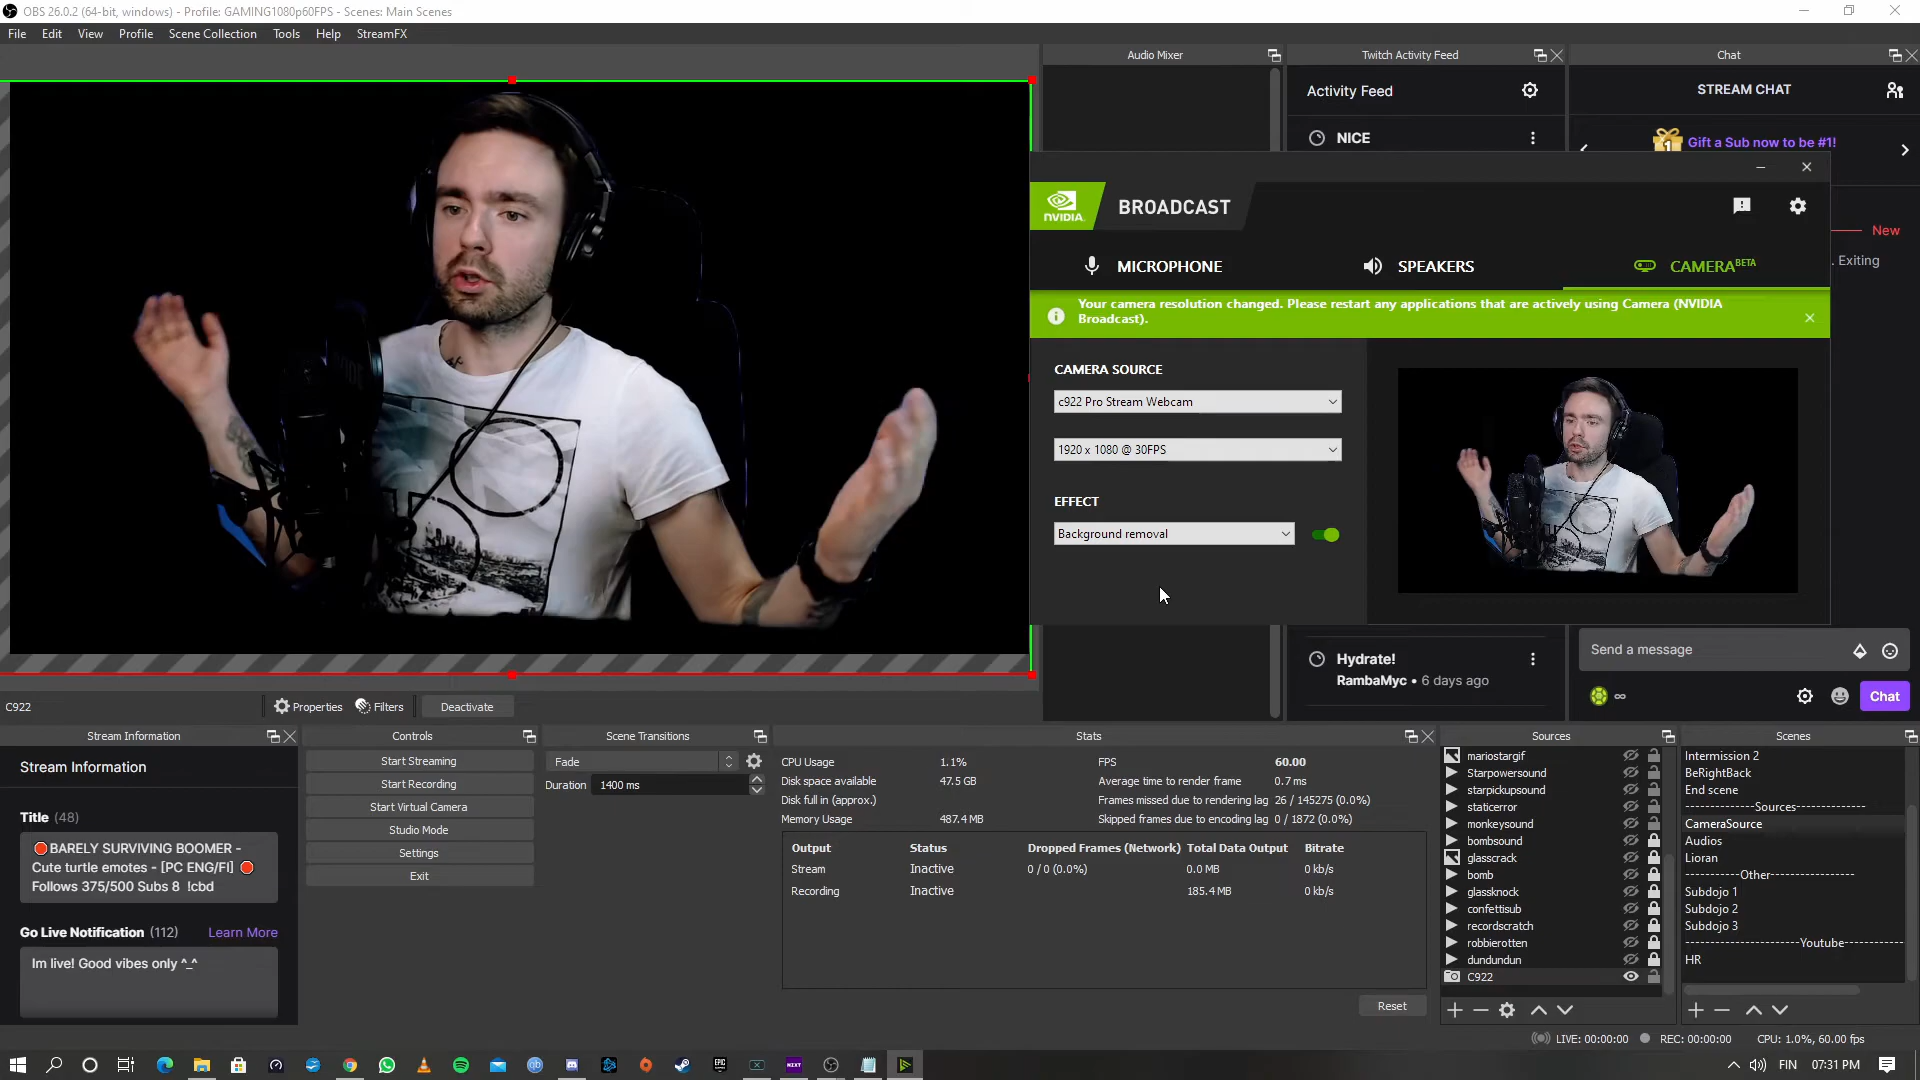 OBS 26.0.2 (64-bit, windows) - Profile: GAMING1080p60FPS - Scenes: Main Scenes
File Edit View Profile Scene Collection Tools Help StreamFX
Audio Mixer
Twitch Activity Feed
Chat
Activity Feed
NICE
STREAM CHAT
1 Gift a Sub now to be #1!
New
. Exiting
NVIDIA.
BROADCAST
MICROPHONE
SPEAKERS
CAMERA BETA
Your camera resolution changed. Please restart any applications that are actively using Camera (NVIDIA
Broadcast).
CAMERA SOURCE
c922 Pro Stream Webcam
1920 x 1080 @ 30FPS
EFFECT
Background removal
Hydrate!
RambaMyc • 6 days ago
Send a message
∞
Chat
C922
Properties
Filters
Deactivate
Stream Information
Stream Information
Title (48)
BARELY SURVIVING BOOMER -
Cute turtle emotes - [PC ENG/FI]
Follows 375/500 Subs 8 !cbd
Go Live Notification (112) Learn More
Im live! Good vibes only ^_^
Controls
Start Streaming
Start Recording
Start Virtual Camera
Studio Mode
Settings
Exit
Scene Transitions
Fade
Duration 1400 ms
Stats
CPU Usage 1.1%
Disk space available 47.5 GB
Disk full in (approx.)
Memory Usage 487.4 MB
FPS 60.00
Average time to render frame 0.7 ms
Frames missed due to rendering lag 26 / 145275 (0.0%)
Skipped frames due to encoding lag 0 / 1872 (0.0%)
Output Status Dropped Frames (Network) Total Data Output Bitrate
Stream Inactive 0 / 0 (0.0%) 0.0 MB 0 kb/s
Recording Inactive 185.4 MB 0 kb/s
Reset
Sources
mariostargif
Starpowersound
starpickupsound
staticerror
monkeysound
bombsound
glasscrack
bomb
glassknock
confettisub
recordscratch
robbierotten
dundundun
C922
Scenes
Intermission 2
BeRightBack
End scene
--------------Sources--------------
CameraSource
Audios
Lioran
--------------Other-----------------
Subdojo 1
Subdojo 2
Subdojo 3
-----------------------Youtube------------
HR
LIVE: 00:00:00 REC: 00:00:00 CPU: 1.0%, 60.00 fps
NEXT
EPIC
FIN 07:31 PM